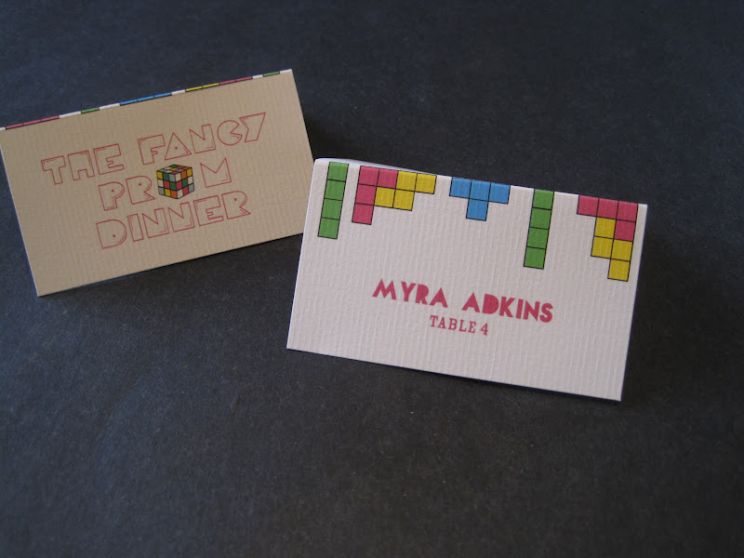 THE FANCY
PROM
DINNER
MYRA ADKINS
TABLE 4